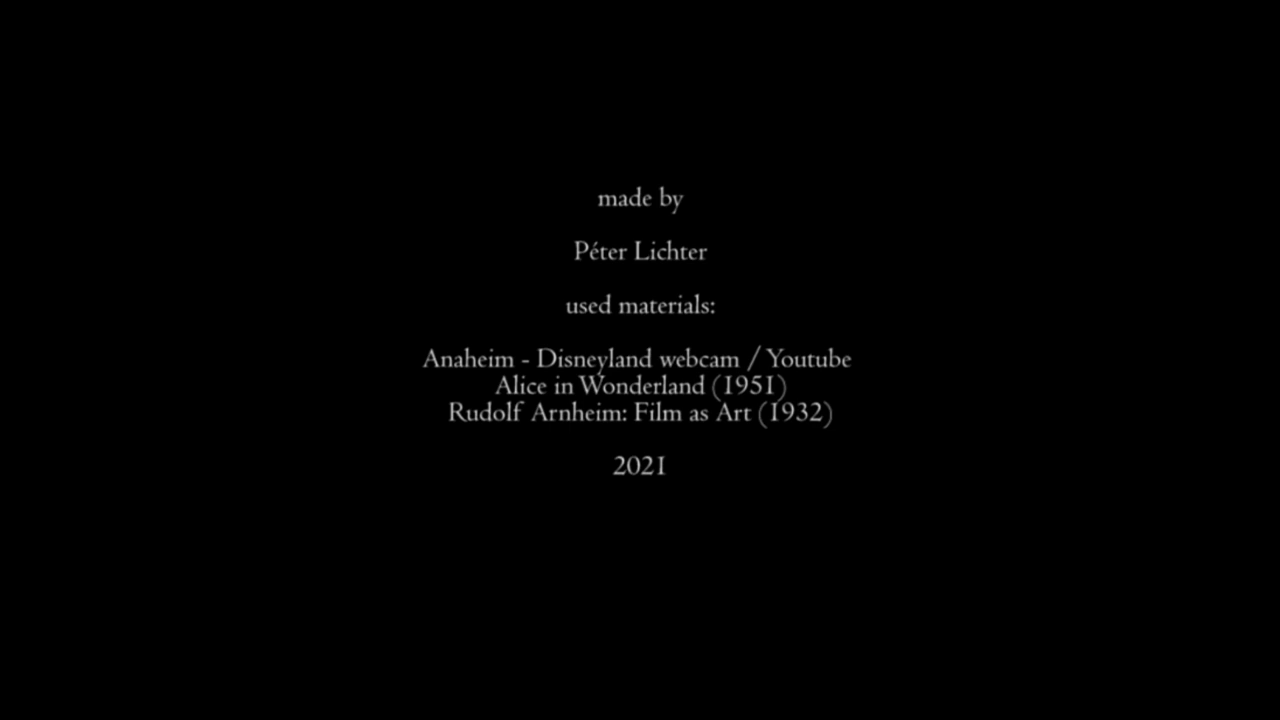 made by
Péter Lichter
used materials:
Anaheim - Disneyland webcam / Youtube
Alice in Wonderland (1951)
Rudolf Arnheim: Film as Art (1932)
2021